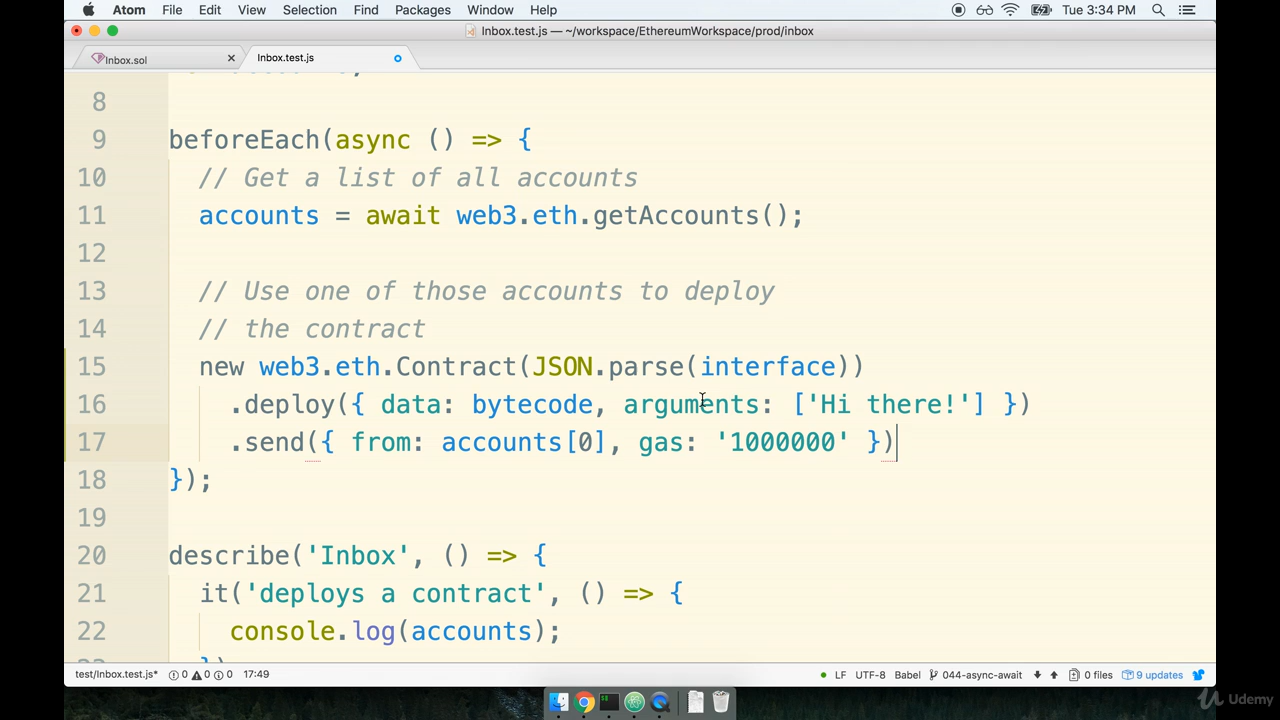 Atom File Edit View Selection Find Packages Window Help Tue 3:34 PM
Inbox.test.js — ~/workspace/EthereumWorkspace/prod/inbox
Inbox.sol Inbox.test.js
8
9 beforeEach(async () => {
10 // Get a list of all accounts
11 accounts = await web3.eth.getAccounts();
12
13 // Use one of those accounts to deploy
14 // the contract
15 new web3.eth.Contract(JSON.parse(interface))
16 .deploy({ data: bytecode, arguments: ['Hi there!'] })
17 .send({ from: accounts[0], gas: '1000000' })
18 });
19
20 describe('Inbox', () => {
21 it('deploys a contract', () => {
22 console.log(accounts);
test/Inbox.test.js* 0 0 0 17:49 LF UTF-8 Babel 044-async-await 0 files 9 updates
Udemy